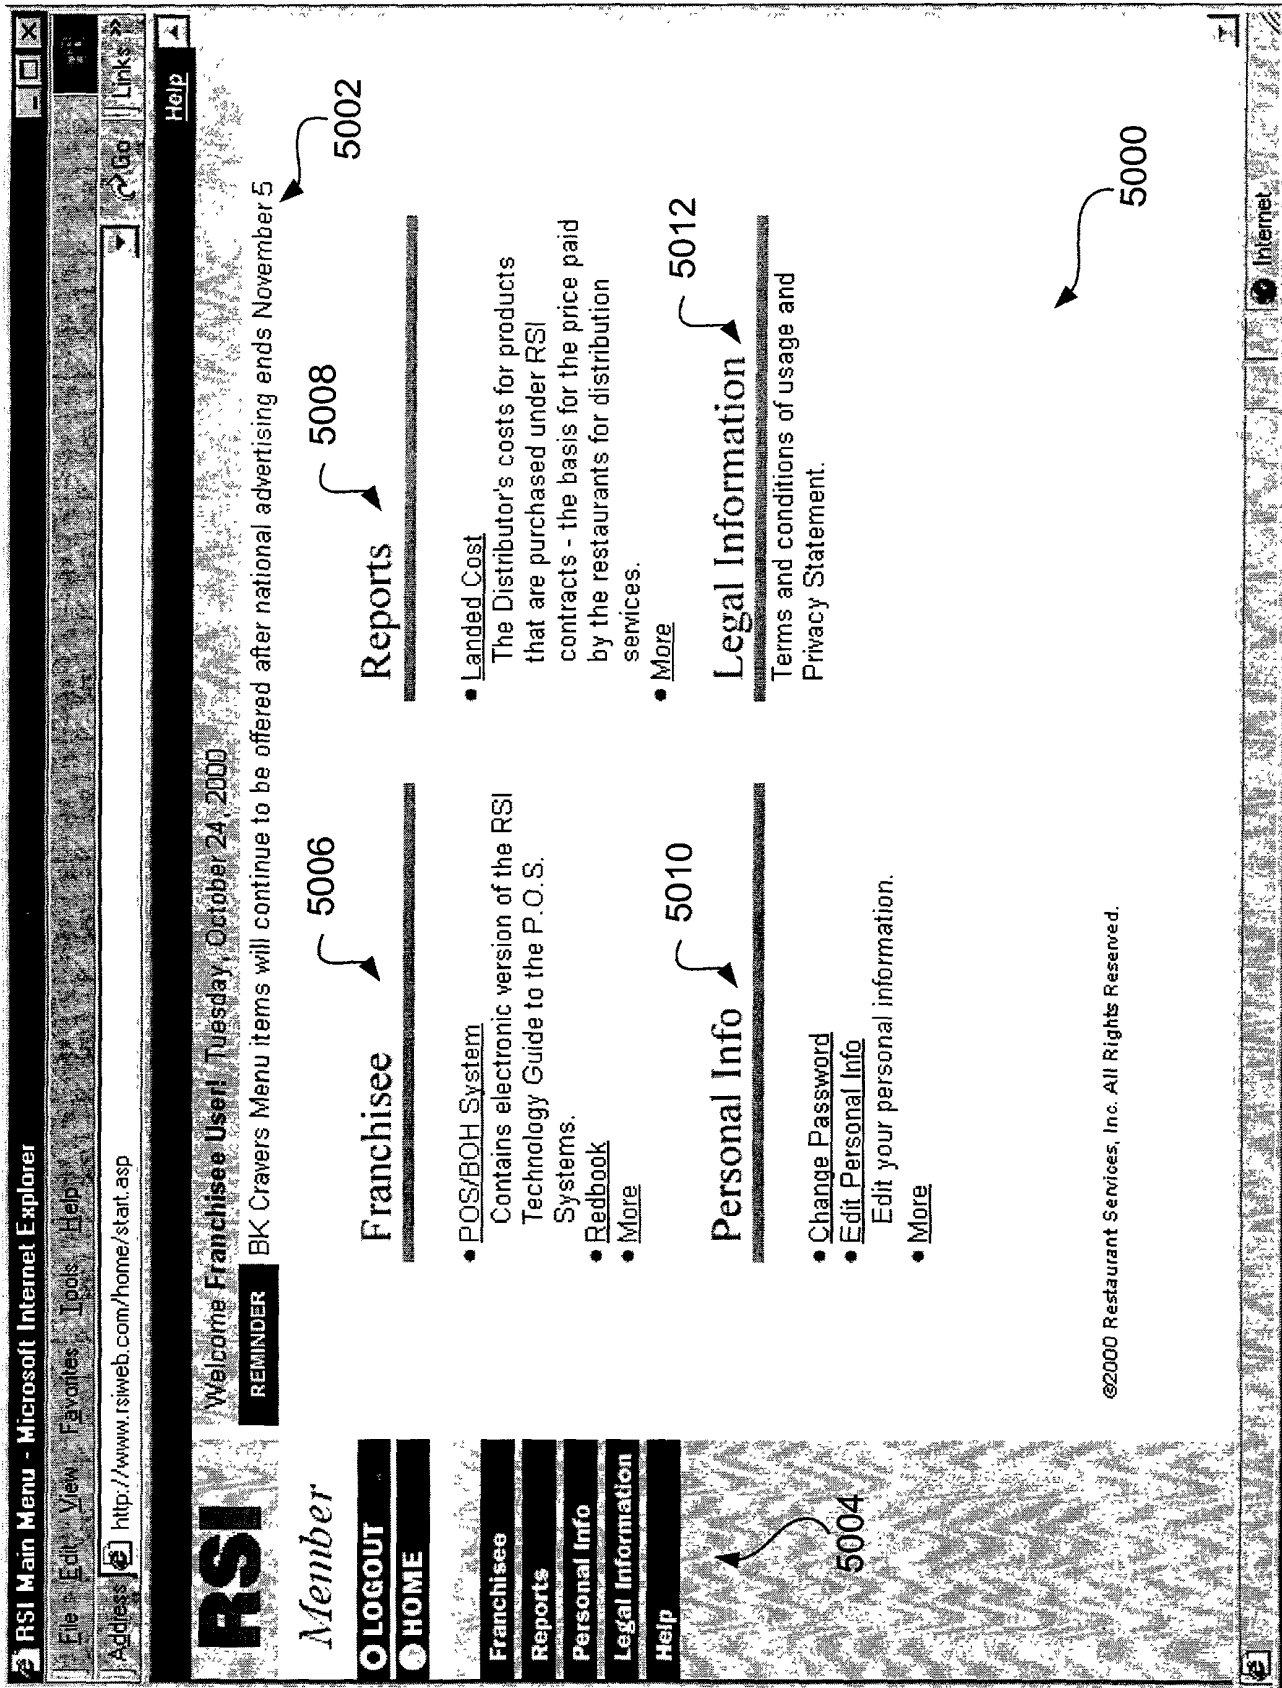 RSI Main Menu - Microsoft Internet Explorer
File Edit View Favorites Tools Help
Address http://www.rsiweb.com/home/start.asp Go Links »
Help
RSI
Welcome Franchisee User! Tuesday, October 24, 2000
REMINDER BK Cravers Menu items will continue to be offered after national advertising ends November 5
5002
Member
LOGOUT
HOME
Franchisee
Reports
Personal Info
Legal Information
Help
5004
5006
Franchisee
• POS/BOH System
Contains electronic version of the RSI
Technology Guide to the P.O.S.
Systems.
• Redbook
• More
5008
Reports
• Landed Cost
The Distributor's costs for products
that are purchased under RSI
contracts - the basis for the price paid
by the restaurants for distribution
services.
• More
5010
Personal Info
• Change Password
• Edit Personal Info
Edit your personal information.
• More
5012
Legal Information
Terms and conditions of usage and
Privacy Statement.
5000
©2000 Restaurant Services, Inc. All Rights Reserved.
Internet